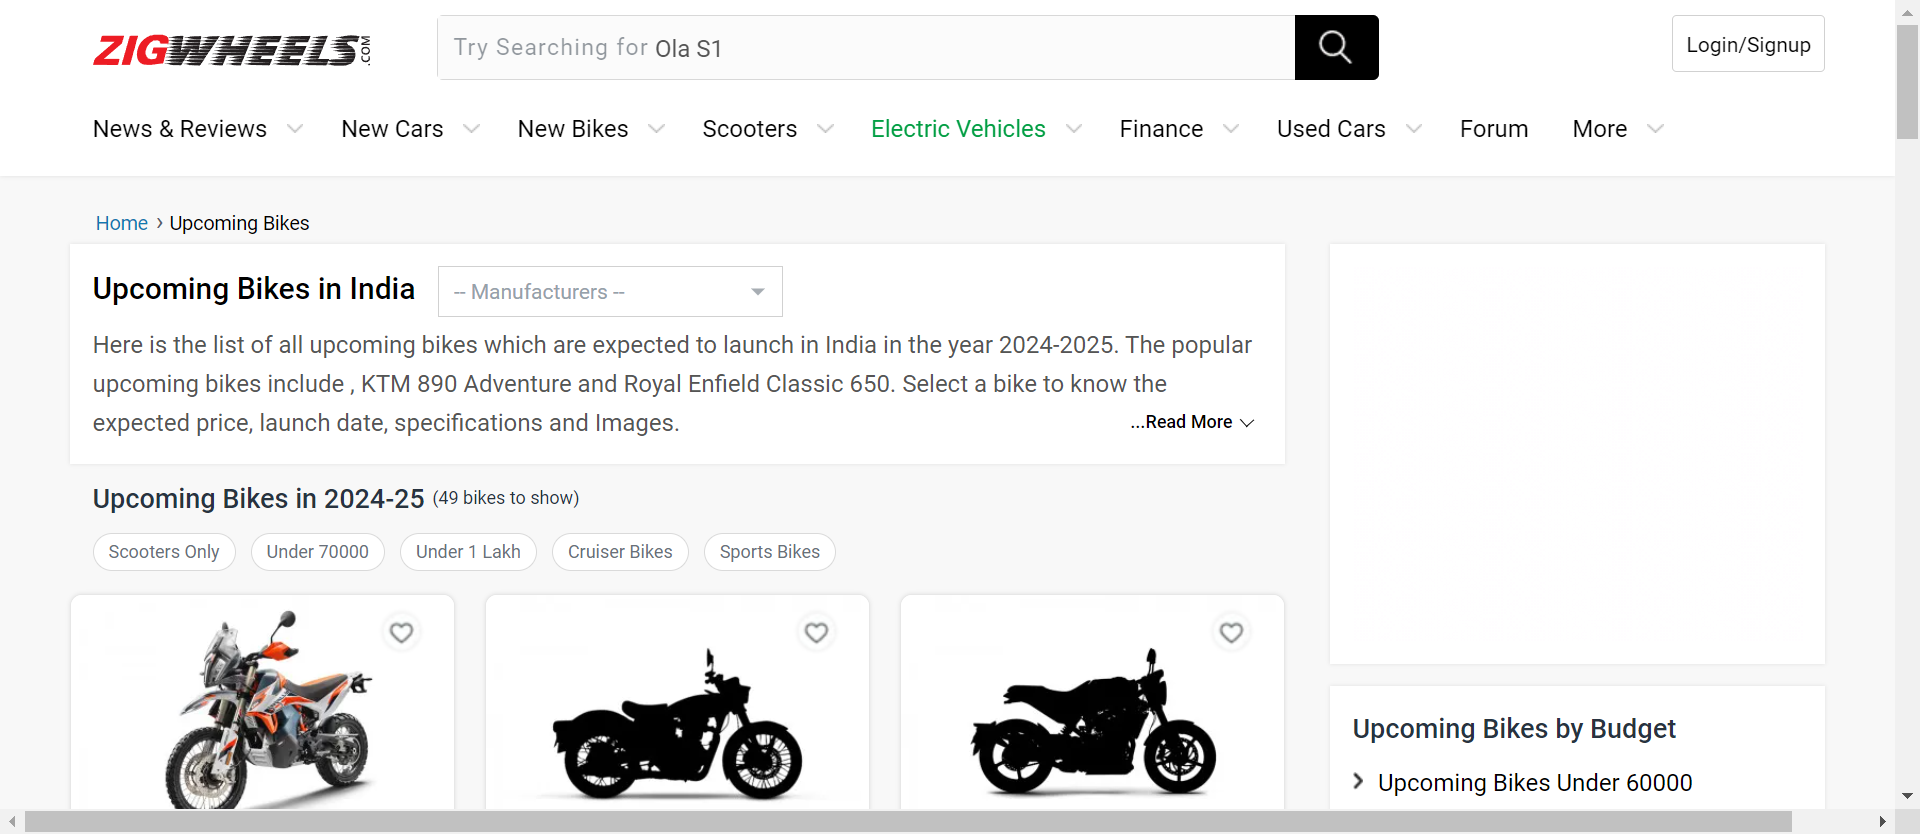 ZIGWHEELS.COM
Try Searching for Ola S1
Login/Signup
News & Reviews New Cars New Bikes Scooters Electric Vehicles Finance Used Cars Forum More
Home › Upcoming Bikes
Upcoming Bikes in India
-- Manufacturers --
Here is the list of all upcoming bikes which are expected to launch in India in the year 2024-2025. The popular
upcoming bikes include , KTM 890 Adventure and Royal Enfield Classic 650. Select a bike to know the
expected price, launch date, specifications and Images.
...Read More
Upcoming Bikes in 2024-25 (49 bikes to show)
Scooters Only Under 70000 Under 1 Lakh Cruiser Bikes Sports Bikes
Upcoming Bikes by Budget
Upcoming Bikes Under 60000